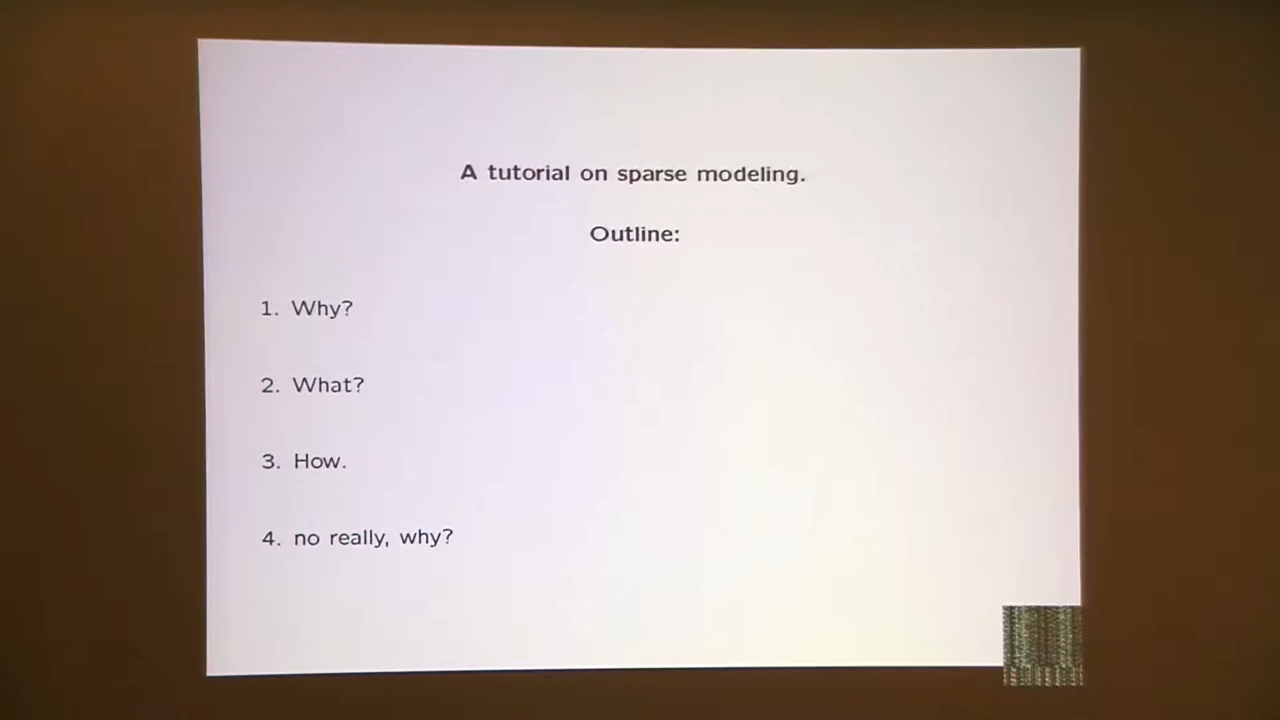 A tutorial on sparse modeling.
Outline:
1. Why?
2. What?
3. How.
4. no really, why?